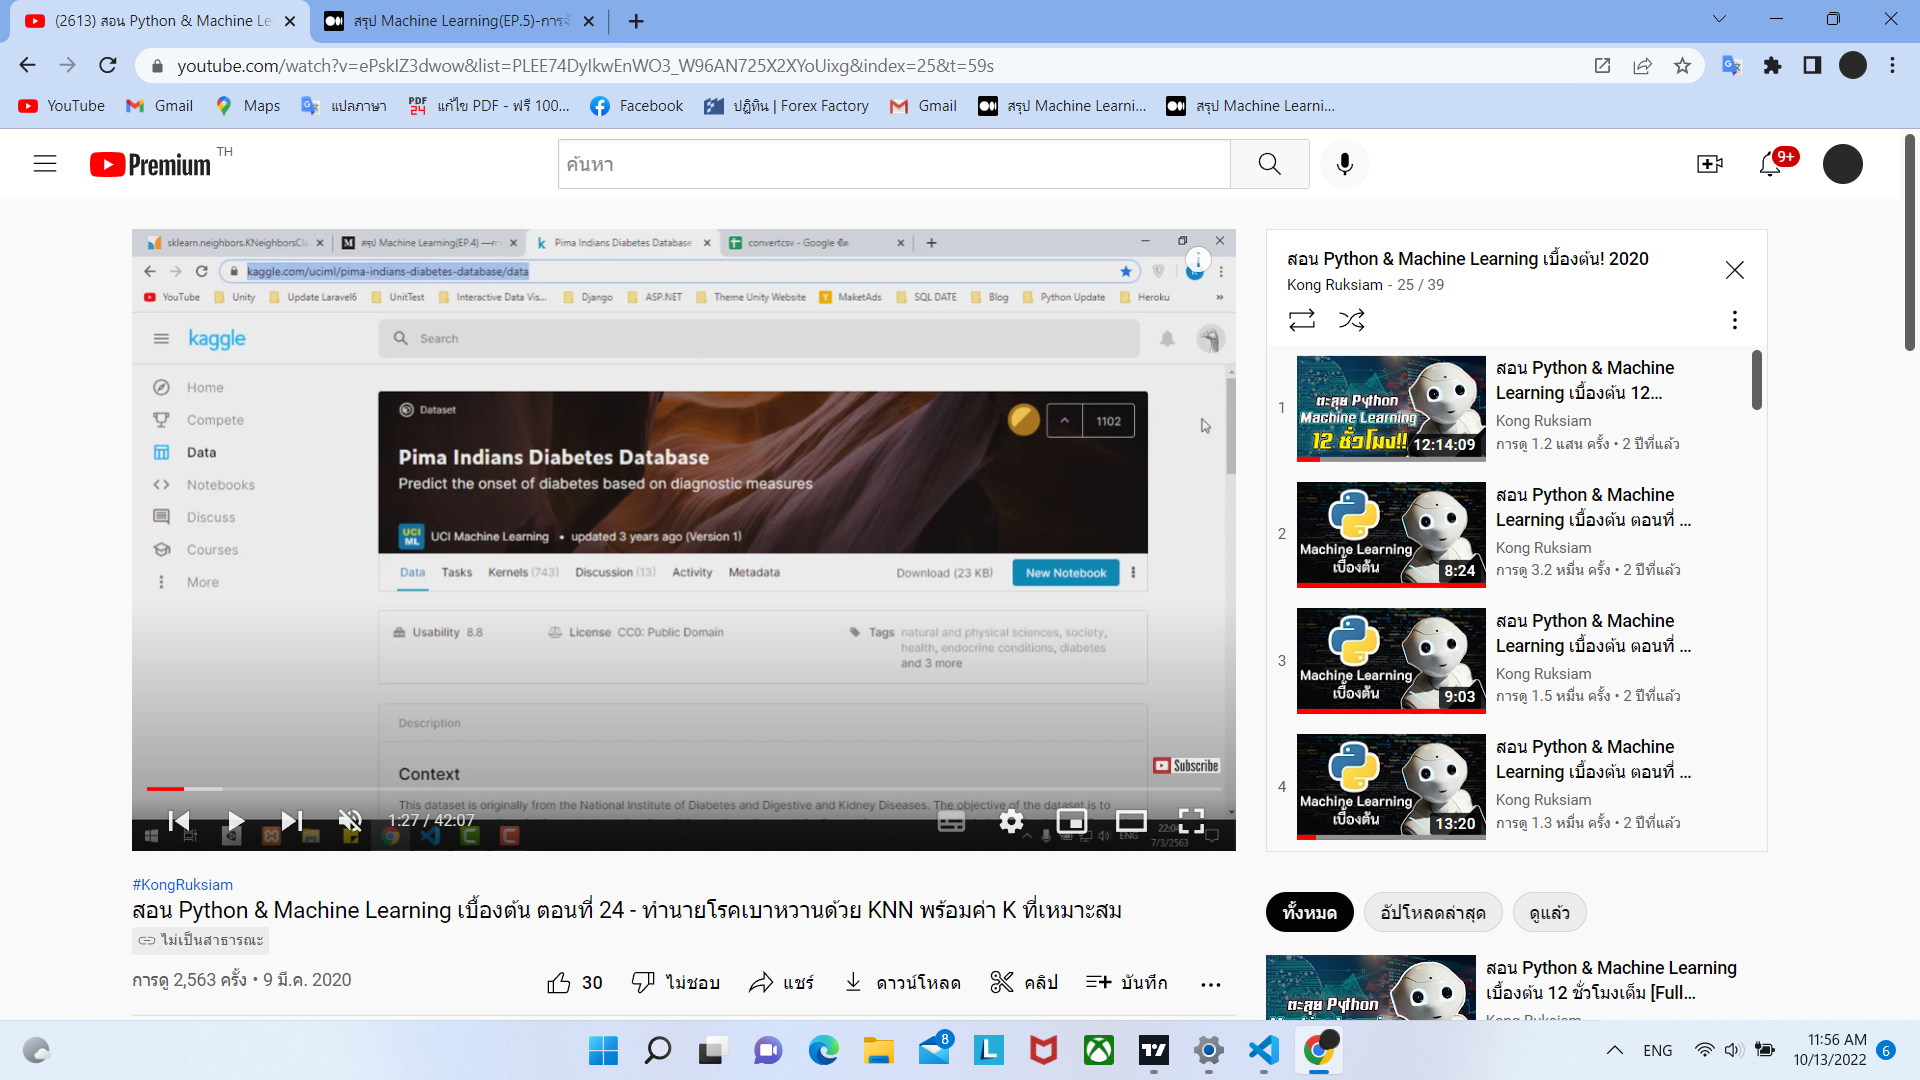 (2613) สอน Python & Machine Le
สรุป Machine Learning(EP.5)-การจ
youtube.com/watch?v=ePskIZ3dwow&list=PLEE74DyIkwEnWO3_W96AN725X2XYoUixg&index=25&t=59s
YouTube
Gmail
Maps
แปลภาษา
แก้ไข PDF - ฟรี 100...
Facebook
ปฏิทิน | Forex Factory
Gmail
สรุป Machine Learni...
สรุป Machine Learni...
Premium TH
ค้นหา
9+
sklearn.neighbors.KNeighborsCla
สรุป Machine Learning(EP.4) —กา
Pima Indians Diabetes Database
convertcsv - Google ชีต
kaggle.com/uciml/pima-indians-diabetes-database/data
YouTube
Unity
Update Laravel6
UnitTest
Interactive Data Vis...
Django
ASP.NET
Theme Unity Website
MaketAds
SQL DATE
Blog
Python Update
Heroku
kaggle
Search
Home
Compete
Data
Notebooks
Discuss
Courses
More
Dataset
1102
Pima Indians Diabetes Database
Predict the onset of diabetes based on diagnostic measures
UCI ML
UCI Machine Learning • updated 3 years ago (Version 1)
Data Tasks Kernels (743) Discussion (13) Activity Metadata Download (23 KB) New Notebook
Usability 8.8
License CC0: Public Domain
Tags natural and physical sciences, society,
health, endocrine conditions, diabetes
and 3 more
Description
Context
Subscribe
This dataset is originally from the National Institute of Diabetes and Digestive and Kidney Diseases. The objective of the dataset is to
1:27 / 42:07
ENG
7/3/2563
#KongRuksiam
สอน Python & Machine Learning เบื้องต้น ตอนที่ 24 - ทำนายโรคเบาหวานด้วย KNN พร้อมค่า K ที่เหมาะสม
ไม่เป็นสาธารณะ
การดู 2,563 ครั้ง • 9 มี.ค. 2020
30
ไม่ชอบ
แชร์
ดาวน์โหลด
คลิป
บันทึก
สอน Python & Machine Learning เบื้องต้น! 2020
Kong Ruksiam - 25 / 39
1
ตะลุย Python
Machine Learning
12 ชั่วโมง!!
12:14:09
สอน Python & Machine
Learning เบื้องต้น 12...
Kong Ruksiam
การดู 1.2 แสน ครั้ง • 2 ปีที่แล้ว
2
Machine Learning
เบื้องต้น
8:24
สอน Python & Machine
Learning เบื้องต้น ตอนที่ ...
Kong Ruksiam
การดู 3.2 หมื่น ครั้ง • 2 ปีที่แล้ว
3
Machine Learning
เบื้องต้น
9:03
สอน Python & Machine
Learning เบื้องต้น ตอนที่ ...
Kong Ruksiam
การดู 1.5 หมื่น ครั้ง • 2 ปีที่แล้ว
4
Machine Learning
เบื้องต้น
13:20
สอน Python & Machine
Learning เบื้องต้น ตอนที่ ...
Kong Ruksiam
การดู 1.3 หมื่น ครั้ง • 2 ปีที่แล้ว
ทั้งหมด
อัปโหลดล่าสุด
ดูแล้ว
ตะลุย Python
สอน Python & Machine Learning
เบื้องต้น 12 ชั่วโมงเต็ม [Full...
Kong Ruksiam
8
ENG
11:56 AM
10/13/2022
6